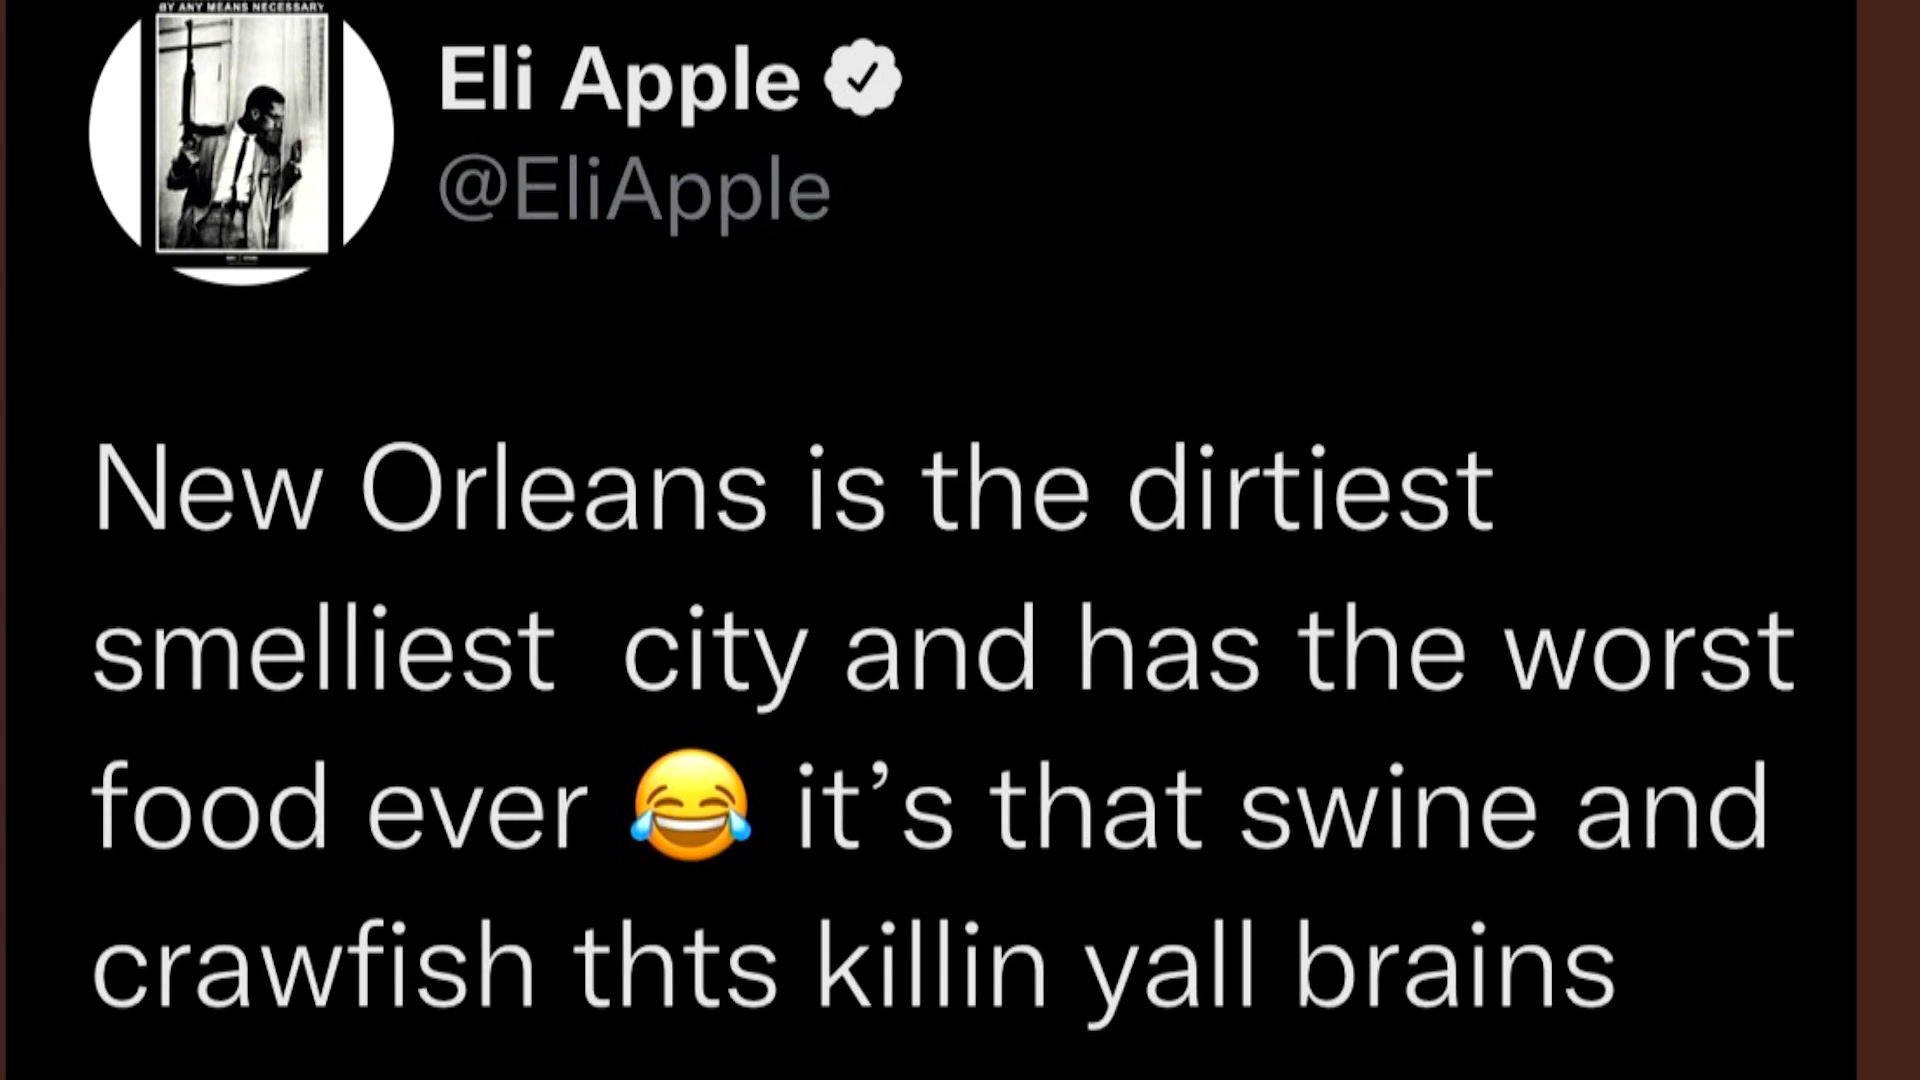 BY ANY MEANS NECESSARY
Eli Apple
@EliApple
New Orleans is the dirtiest
smelliest  city and has the worst
food ever 😂 it’s that swine and
crawfish thts killin yall brains